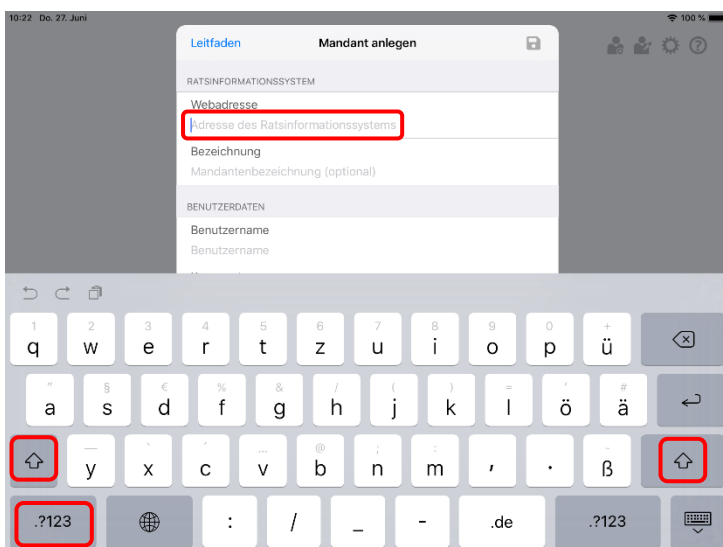 10:22 Do. 27. Juni 100 %
Leitfaden Mandant anlegen
RATSINFORMATIONSSYSTEM
Webadresse
Adresse des Ratsinformationssystems
Bezeichnung
Mandantenbezeichnung (optional)
BENUTZERDATEN
Benutzername
Benutzername
1 2 3 4 5 6 7 8 9 0 +
q w e r t z u i o p ü
" § € % & / ( ) = ' #
a s d f g h j k l ö ä
— ` ´ ... @ ; : ~
y x c v b n m , . ß
.?123 : / _ - .de .?123